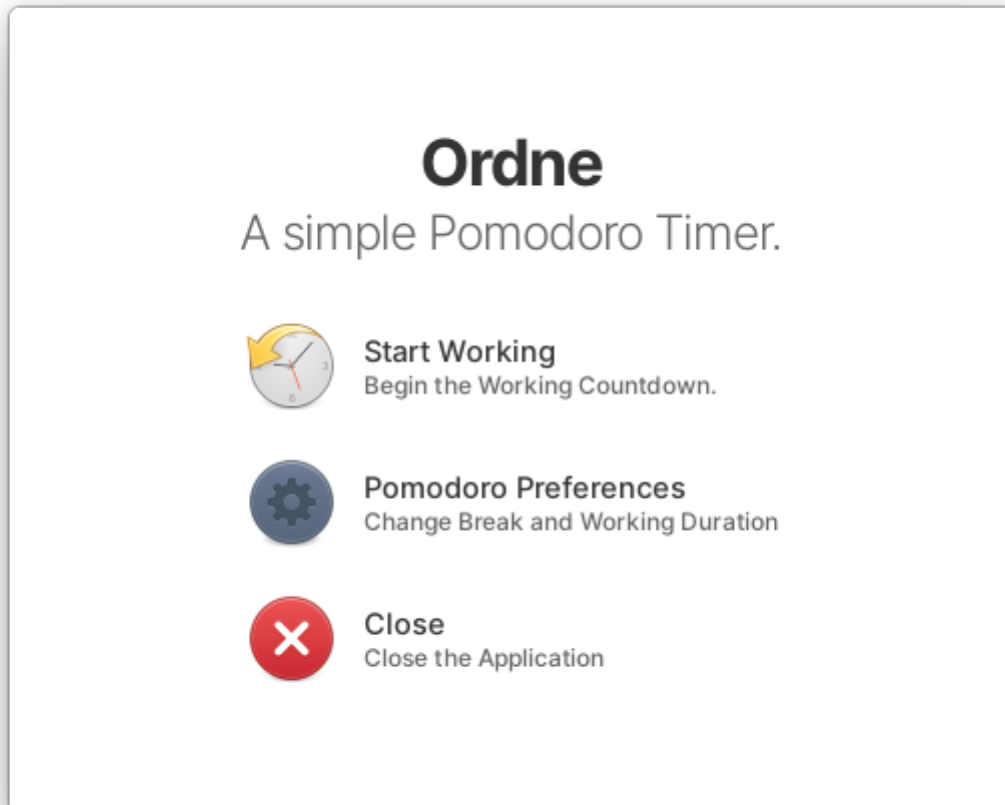 Ordne
A simple Pomodoro Timer.
Start Working
Begin the Working Countdown.
Pomodoro Preferences
Change Break and Working Duration
Close
Close the Application